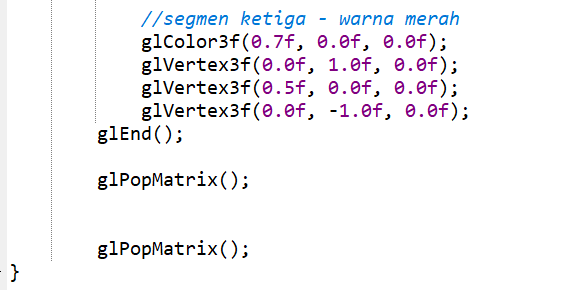 //segmen ketiga - warna merah
glColor3f(0.7f, 0.0f, 0.0f);
glVertex3f(0.0f, 1.0f, 0.0f);
glVertex3f(0.5f, 0.0f, 0.0f);
glVertex3f(0.0f, -1.0f, 0.0f);
glEnd();
glPopMatrix();
glPopMatrix();
}